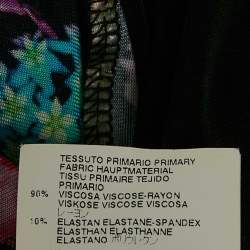 TESSUTO PRIMARIO PRIMARY
FABRIC HAUPTMATERIAL
TISSU PRIMAIRE TEJIDO
PRIMARIO
90% VISCOSA VISCOSE-RAYON
VISKOSE VISCOSE VISCOSA
レーヨン
10% ELASTAN ELASTANE-SPANDEX
ELASTHAN ELASTHANNE
ELASTANO ポリウレタン